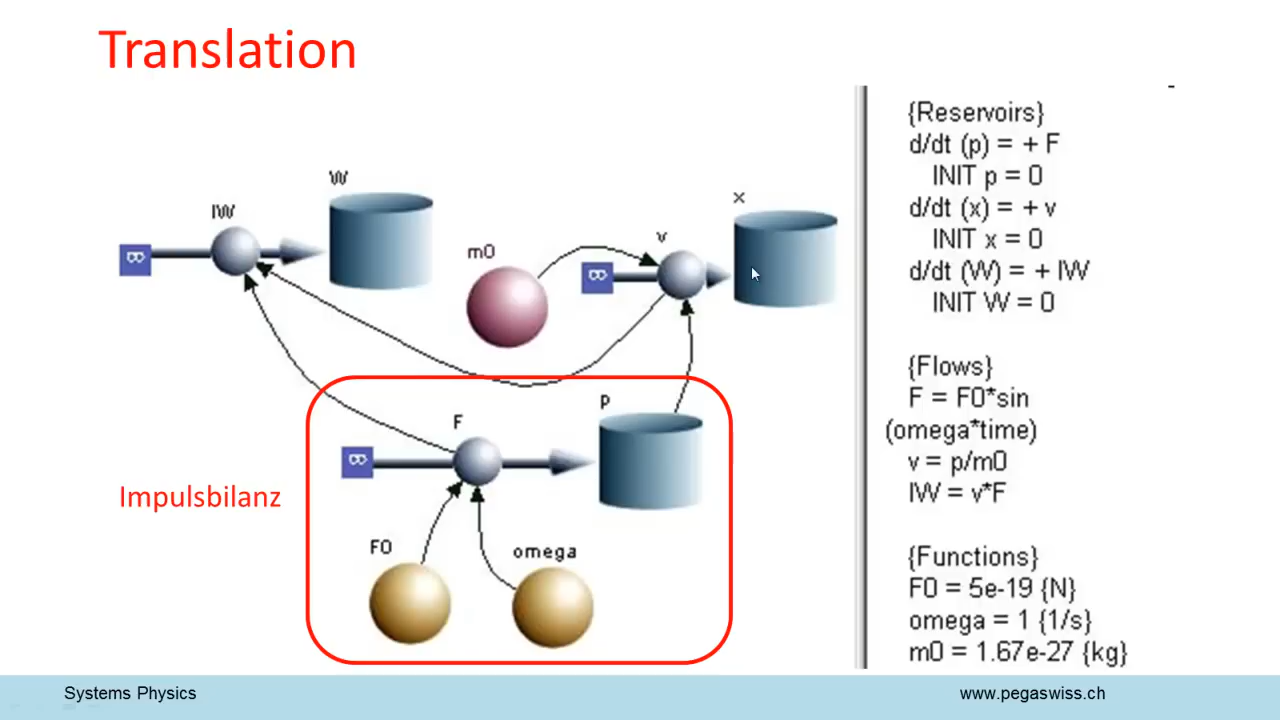 Translation
W
IW
x
v
m0
p
F
Impulsbilanz
F0
omega
{Reservoirs}
d/dt (p) = + F
INIT p = 0
d/dt (x) = + v
INIT x = 0
d/dt (W) = + IW
INIT W = 0
{Flows}
F = F0*sin
(omega*time)
v = p/m0
IW = v*F
{Functions}
F0 = 5e-19 {N}
omega = 1 {1/s}
m0 = 1.67e-27 {kg}
Systems Physics
www.pegaswiss.ch